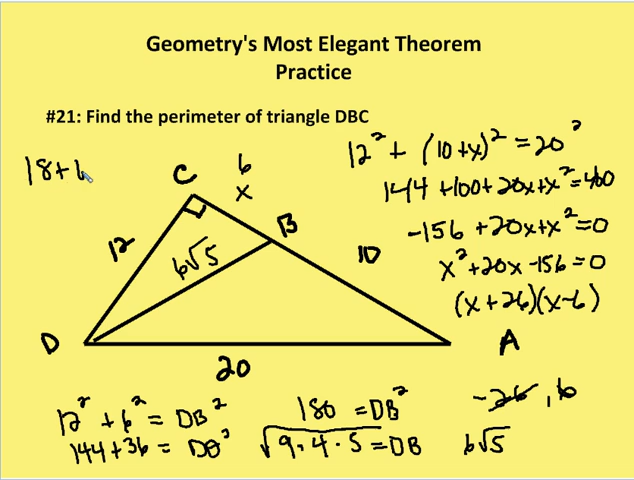 Geometry's Most Elegant Theorem
Practice
#21: Find the perimeter of triangle DBC
12² + (10+x)² = 20²
18+6
C
6
x
144 +100+ 20x+x² = 400
B
-156 +20x+x² = 0
12
6√5
10
x²+20x -156 = 0
(x+26)(x-6)
D
A
20
-26, 6
12² + 6² = DB²
180 = DB²
144+36 = DB²
√9·4·5 = DB
6√5